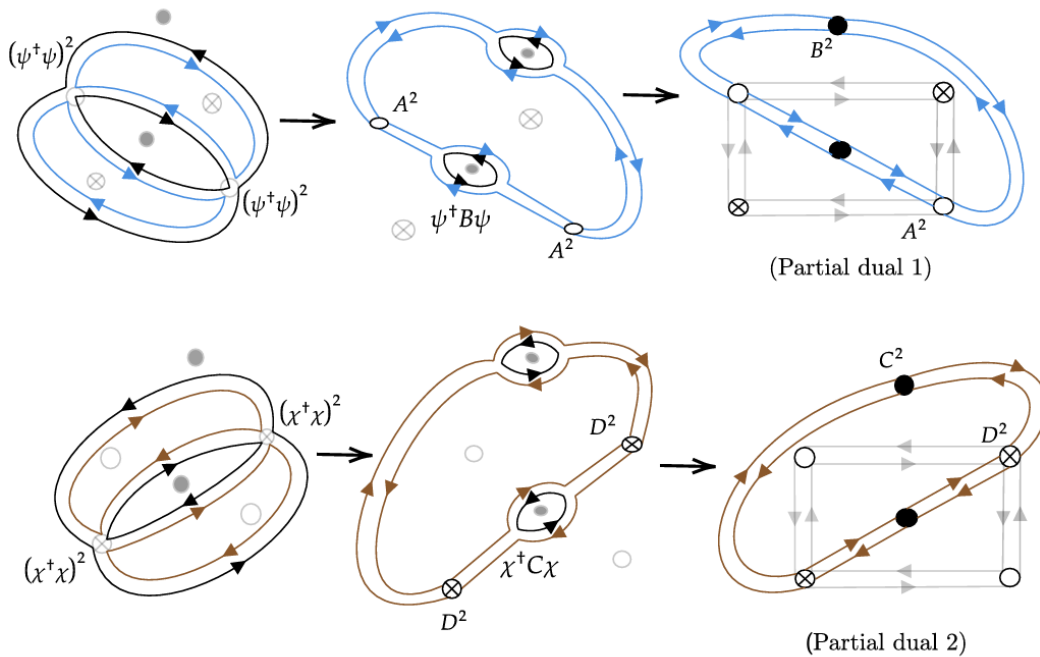 (ψ†ψ)²
(ψ†ψ)²
A²
ψ†Bψ
A²
B²
A²
(Partial dual 1)
(χ†χ)²
(χ†χ)²
D²
χ†Cχ
D²
C²
D²
(Partial dual 2)